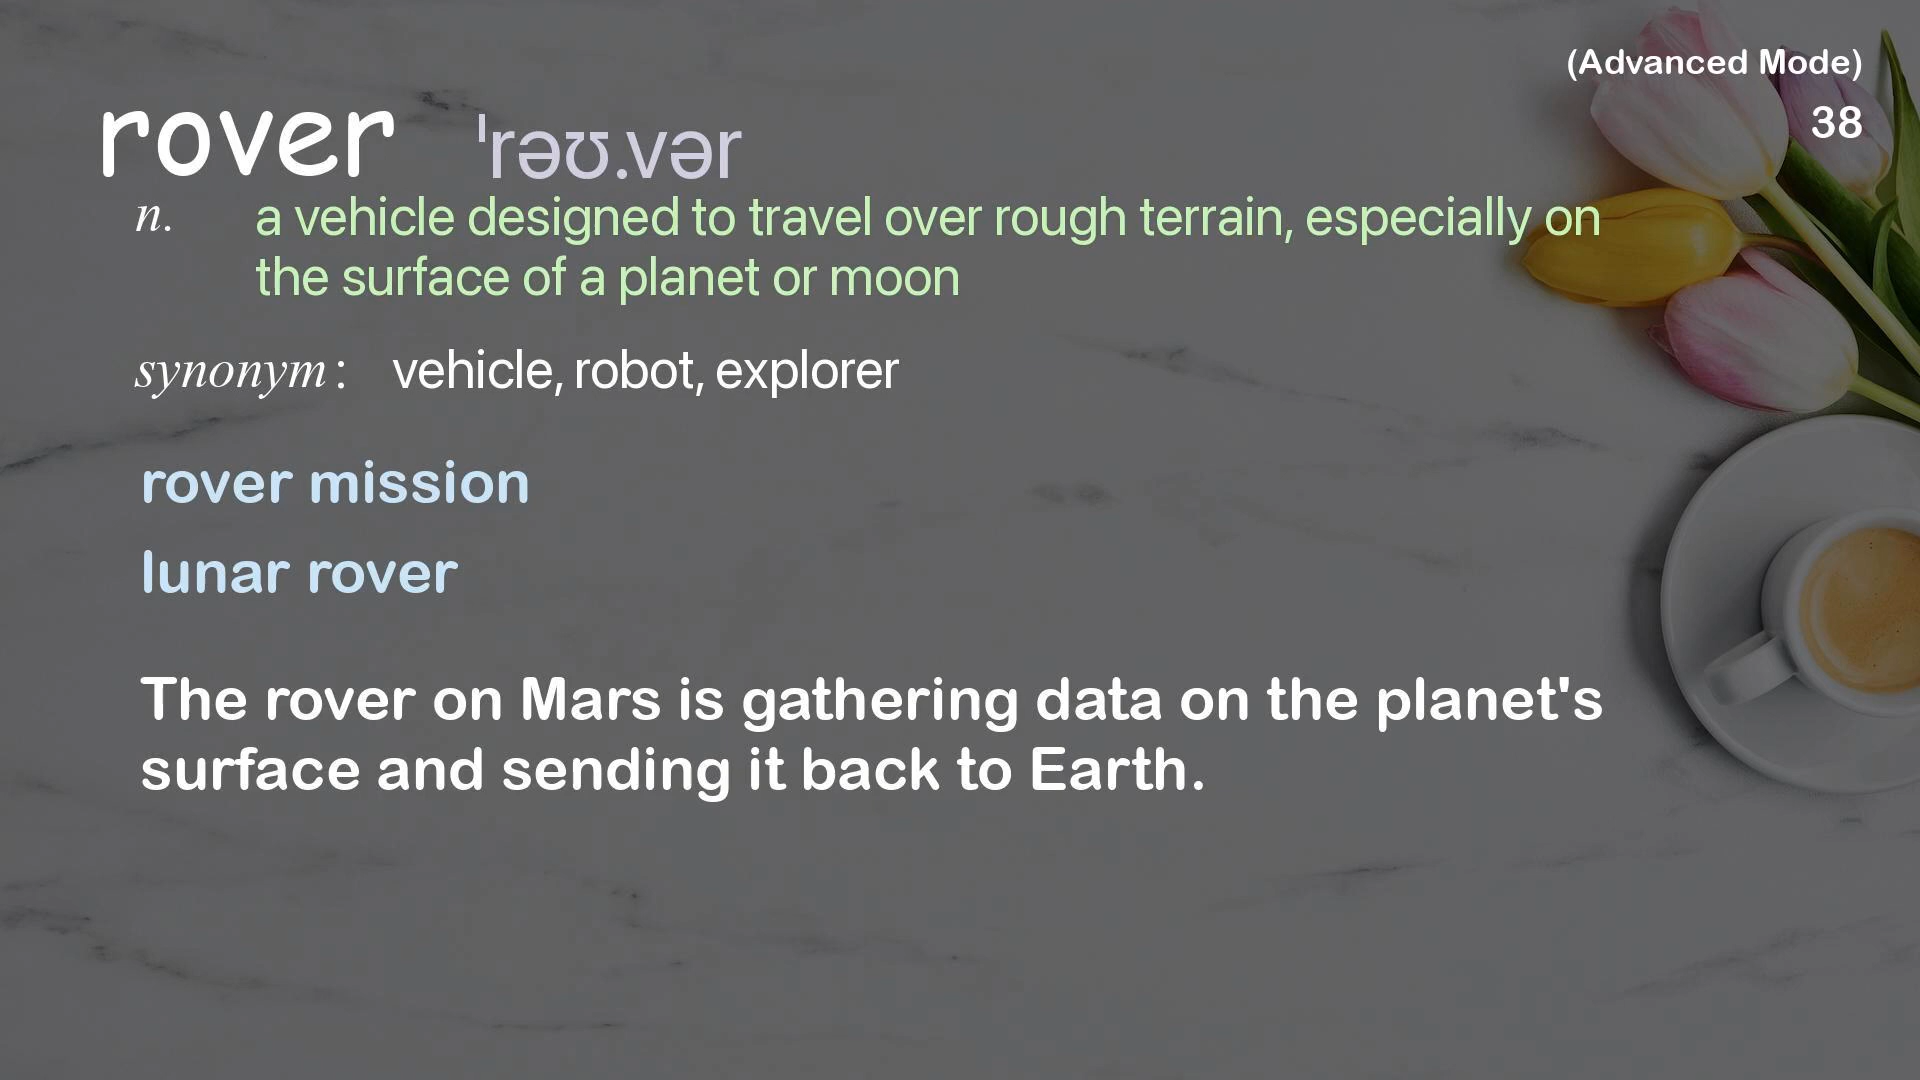 (Advanced Mode)
38
rover ˈrəʊ.vər
n. a vehicle designed to travel over rough terrain, especially on
the surface of a planet or moon
synonym: vehicle, robot, explorer
rover mission
lunar rover
The rover on Mars is gathering data on the planet's
surface and sending it back to Earth.